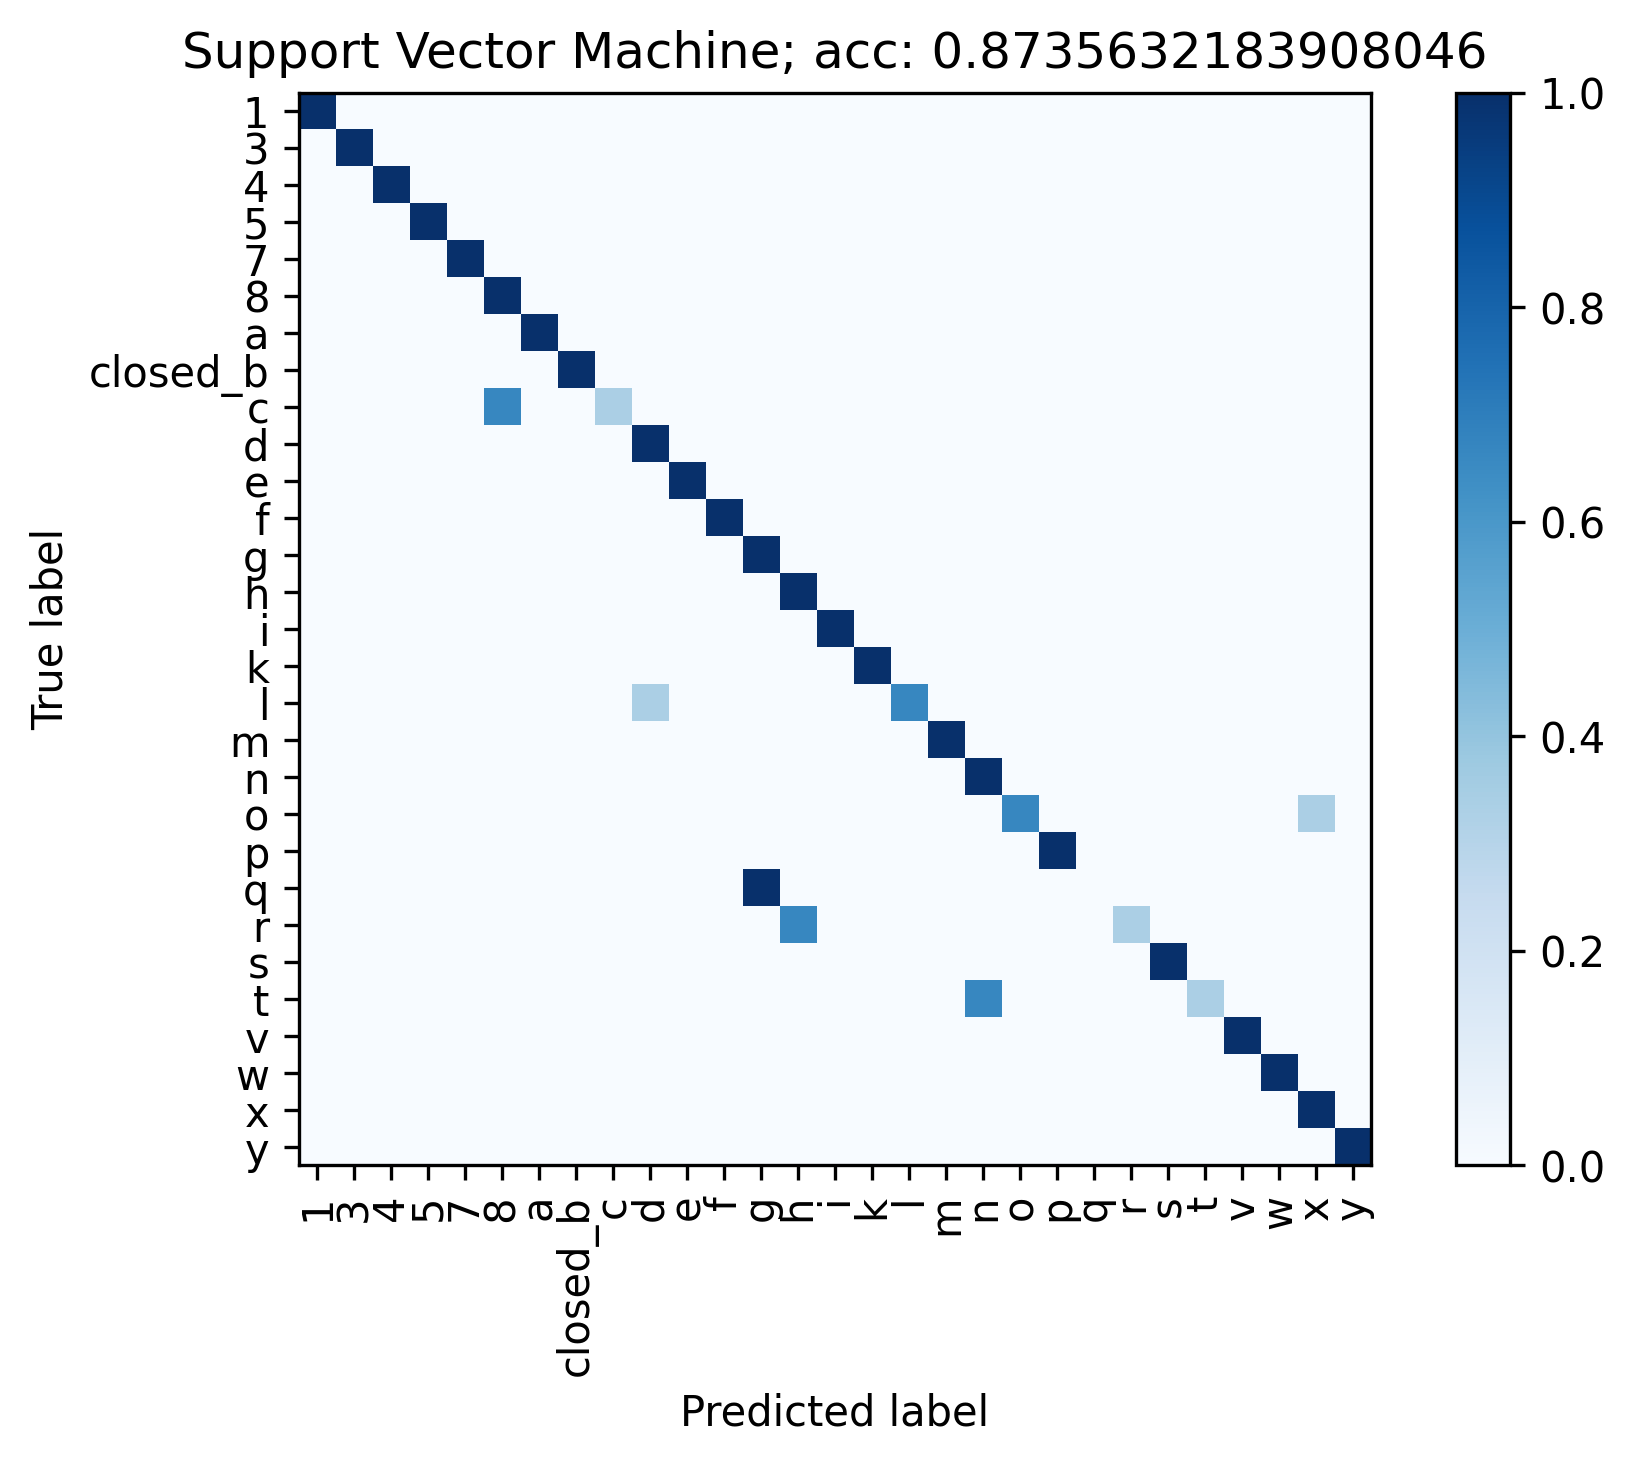 Support Vector Machine; acc: 0.8735632183908046
1
3
4
5
7
8
a
closed_b
c
d
e
f
g
h
i
k
l
m
n
o
p
q
r
s
t
v
w
x
y
True label
1
3
4
5
7
8
a
closed_b
c
d
e
f
g
h
i
k
l
m
n
o
p
q
r
s
t
v
w
x
y
Predicted label
1.0
0.8
0.6
0.4
0.2
0.0